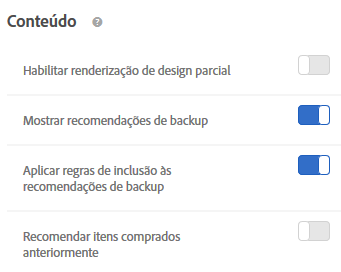 Conteúdo ?
Habilitar renderização de design parcial
Mostrar recomendações de backup
Aplicar regras de inclusão às
recomendações de backup
Recomendar itens comprados
anteriormente